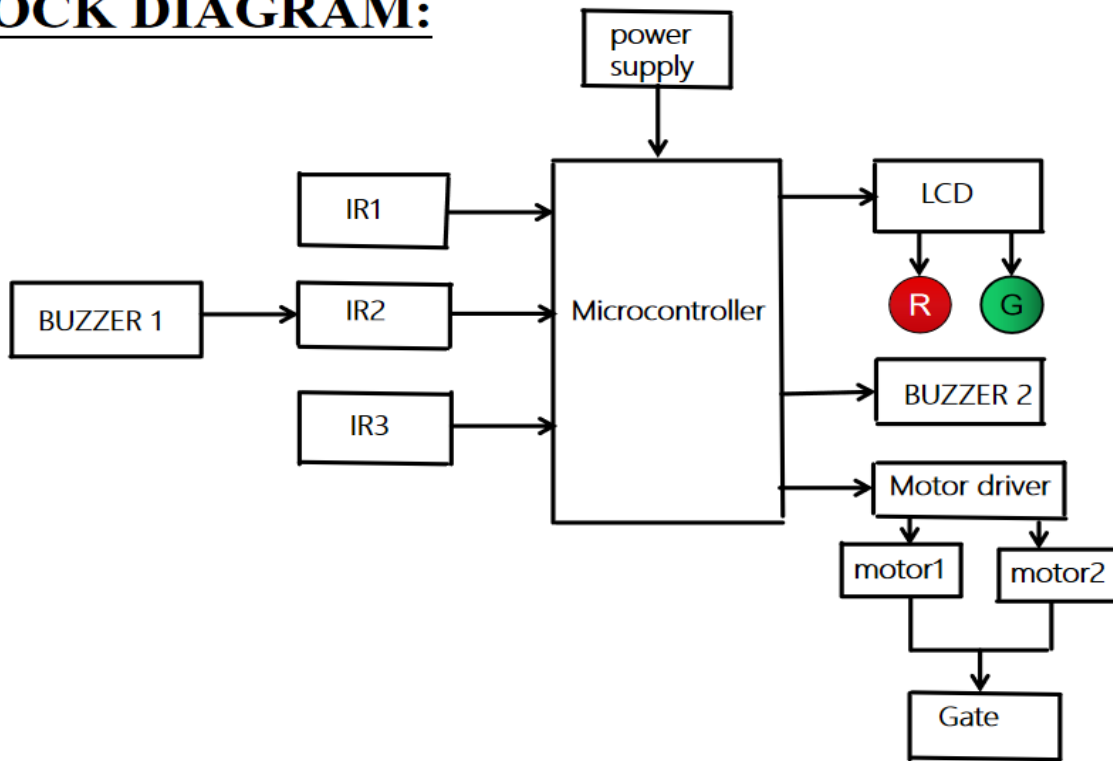 OCK DIAGRAM:
power
supply
IR1
LCD
BUZZER 1
IR2
Microcontroller
R
G
IR3
BUZZER 2
Motor driver
motor1
motor2
Gate